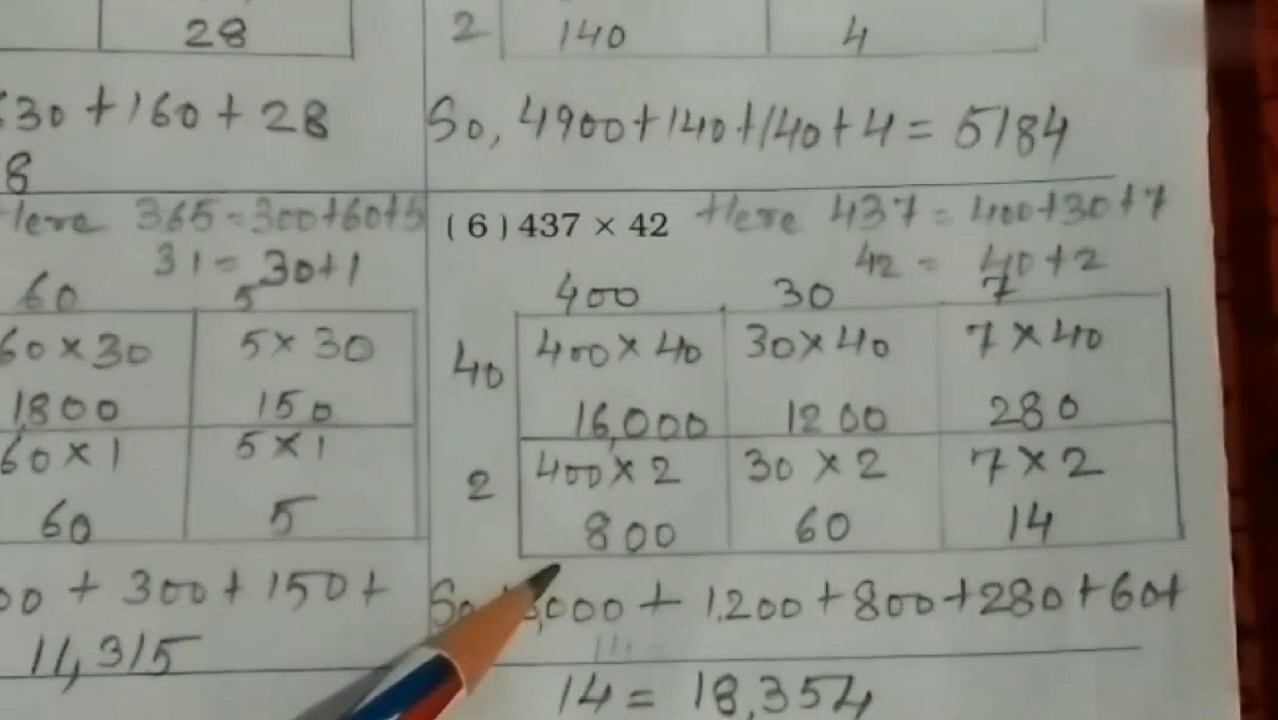 28
30 + 160 + 28
8
Here 365 = 300+60+5
31 = 30+1
60 5
60 × 30 5 × 30
1,800 150
60 × 1 5 × 1
60 5
00 + 300 + 150 +
11,315
2 140 4
So, 4900+140+140+4 = 5184
(6) 437 × 42 Here 437 = 400+30+7
42 = 40+2
400 30 7
40 400 × 40 30×40 7 × 40
16,000 1200 280
2 400 × 2 30 × 2 7 × 2
800 60 14
So ,000 + 1,200 + 800 + 280 + 60+
14 = 18,354